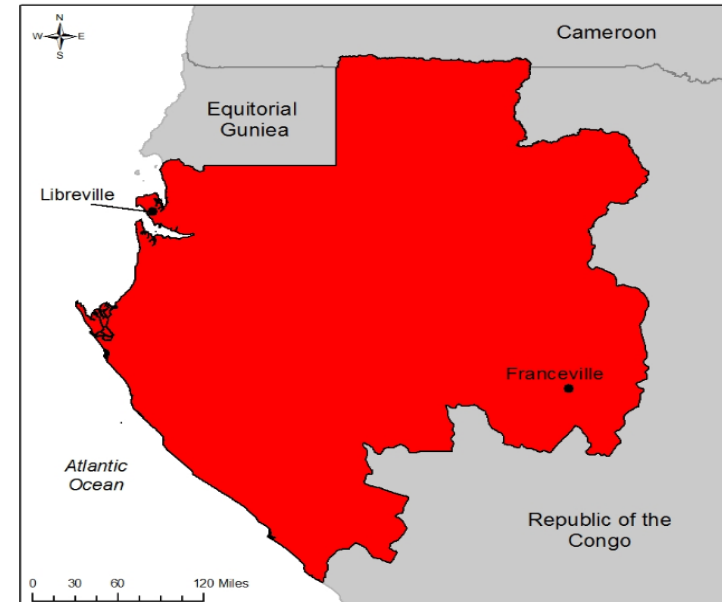 N
W E
S
Cameroon
Equitorial
Guniea
Libreville
Franceville
Atlantic
Ocean
Republic of the
Congo
0 30 60 120 Miles